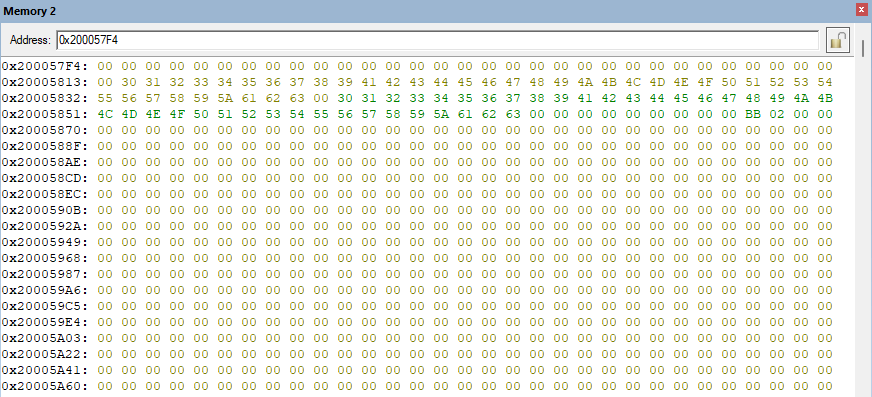 Memory 2
Address: 0x200057F4
0x200057F4: 00 00 00 00 00 00 00 00 00 00 00 00 00 00 00 00 00 00 00 00 00 00 00 00 00 00 00 00 00 00 00
0x20005813: 00 30 31 32 33 34 35 36 37 38 39 41 42 43 44 45 46 47 48 49 4A 4B 4C 4D 4E 4F 50 51 52 53 54
0x20005832: 55 56 57 58 59 5A 61 62 63 00 30 31 32 33 34 35 36 37 38 39 41 42 43 44 45 46 47 48 49 4A 4B
0x20005851: 4C 4D 4E 4F 50 51 52 53 54 55 56 57 58 59 5A 61 62 63 00 00 00 00 00 00 00 00 00 BB 02 00 00
0x20005870: 00 00 00 00 00 00 00 00 00 00 00 00 00 00 00 00 00 00 00 00 00 00 00 00 00 00 00 00 00 00 00
0x2000588F: 00 00 00 00 00 00 00 00 00 00 00 00 00 00 00 00 00 00 00 00 00 00 00 00 00 00 00 00 00 00 00
0x200058AE: 00 00 00 00 00 00 00 00 00 00 00 00 00 00 00 00 00 00 00 00 00 00 00 00 00 00 00 00 00 00 00
0x200058CD: 00 00 00 00 00 00 00 00 00 00 00 00 00 00 00 00 00 00 00 00 00 00 00 00 00 00 00 00 00 00 00
0x200058EC: 00 00 00 00 00 00 00 00 00 00 00 00 00 00 00 00 00 00 00 00 00 00 00 00 00 00 00 00 00 00 00
0x2000590B: 00 00 00 00 00 00 00 00 00 00 00 00 00 00 00 00 00 00 00 00 00 00 00 00 00 00 00 00 00 00 00
0x2000592A: 00 00 00 00 00 00 00 00 00 00 00 00 00 00 00 00 00 00 00 00 00 00 00 00 00 00 00 00 00 00 00
0x20005949: 00 00 00 00 00 00 00 00 00 00 00 00 00 00 00 00 00 00 00 00 00 00 00 00 00 00 00 00 00 00 00
0x20005968: 00 00 00 00 00 00 00 00 00 00 00 00 00 00 00 00 00 00 00 00 00 00 00 00 00 00 00 00 00 00 00
0x20005987: 00 00 00 00 00 00 00 00 00 00 00 00 00 00 00 00 00 00 00 00 00 00 00 00 00 00 00 00 00 00 00
0x200059A6: 00 00 00 00 00 00 00 00 00 00 00 00 00 00 00 00 00 00 00 00 00 00 00 00 00 00 00 00 00 00 00
0x200059C5: 00 00 00 00 00 00 00 00 00 00 00 00 00 00 00 00 00 00 00 00 00 00 00 00 00 00 00 00 00 00 00
0x200059E4: 00 00 00 00 00 00 00 00 00 00 00 00 00 00 00 00 00 00 00 00 00 00 00 00 00 00 00 00 00 00 00
0x20005A03: 00 00 00 00 00 00 00 00 00 00 00 00 00 00 00 00 00 00 00 00 00 00 00 00 00 00 00 00 00 00 00
0x20005A22: 00 00 00 00 00 00 00 00 00 00 00 00 00 00 00 00 00 00 00 00 00 00 00 00 00 00 00 00 00 00 00
0x20005A41: 00 00 00 00 00 00 00 00 00 00 00 00 00 00 00 00 00 00 00 00 00 00 00 00 00 00 00 00 00 00 00
0x20005A60: 00 00 00 00 00 00 00 00 00 00 00 00 00 00 00 00 00 00 00 00 00 00 00 00 00 00 00 00 00 00 00